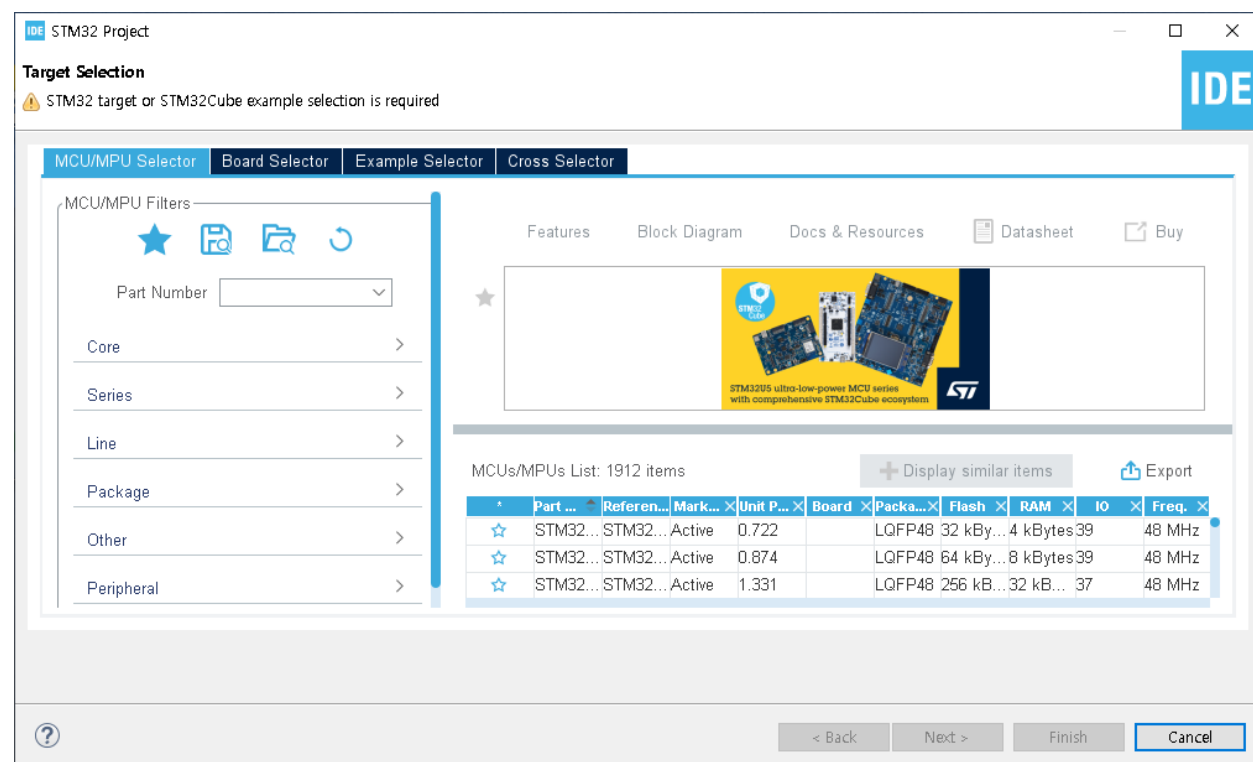 IDE STM32 Project
Target Selection
STM32 target or STM32Cube example selection is required
IDE
MCU/MPU Selector Board Selector Example Selector Cross Selector
MCU/MPU Filters
Part Number
Core
Series
Line
Package
Other
Peripheral
Features Block Diagram Docs & Resources Datasheet Buy
STM32
Cube
STM32U5 ultra-low-power MCU series
with comprehensive STM32Cube ecosystem
ST
MCUs/MPUs List: 1912 items Display similar items Export
* Part ... Referen... Mark... Unit P... Board Packa... Flash RAM IO Freq.
STM32... STM32... Active 0.722 LQFP48 32 kBy... 4 kBytes 39 48 MHz
STM32... STM32... Active 0.874 LQFP48 64 kBy... 8 kBytes 39 48 MHz
STM32... STM32... Active 1.331 LQFP48 256 kB... 32 kB... 37 48 MHz
? < Back Next > Finish Cancel